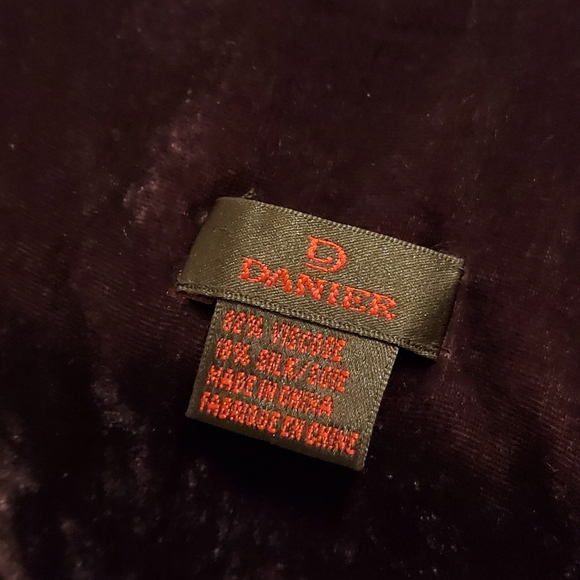 D
DANIER
82% VISCOSE
18% SILK/SOIE
MADE IN CHINA
FABRIQUE EN CHINE